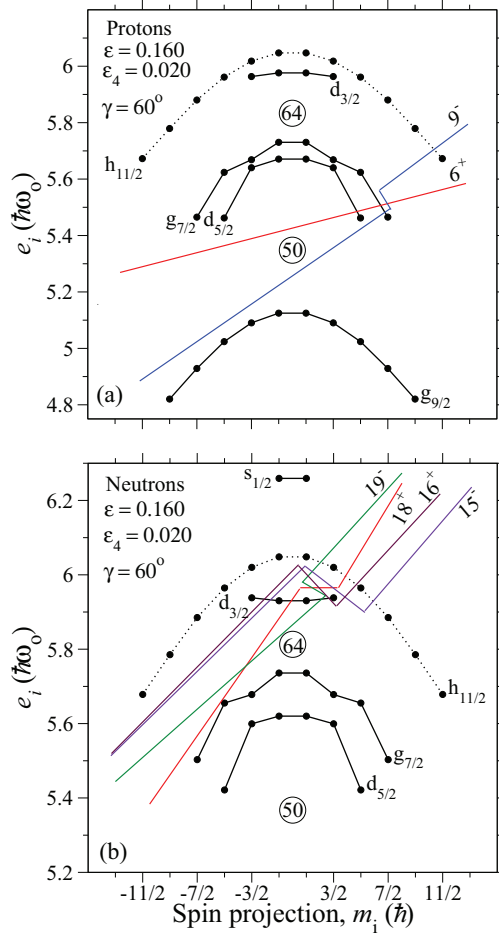 Protons
ε = 0.160
ε₄ = 0.020
γ = 60°
6
5.8
5.6
5.4
5.2
5
4.8
eᵢ (ħω₀)
d₃/₂
64
h₁₁/₂
g₇/₂
d₅/₂
50
g₉/₂
9⁻
6⁺
(a)
Neutrons
ε = 0.160
ε₄ = 0.020
γ = 60°
6.2
6
5.8
5.6
5.4
5.2
eᵢ (ħω₀)
s₁/₂
19⁻
18⁺
16⁺
15⁻
d₃/₂
64
h₁₁/₂
g₇/₂
d₅/₂
50
(b)
-11/2 -7/2 -3/2 3/2 7/2 11/2
Spin projection, mᵢ (ħ)